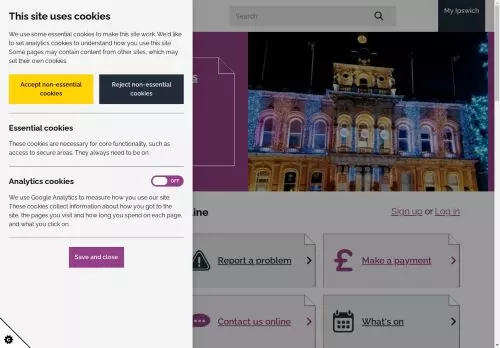 This site uses cookies
We use some essential cookies to make this site work. We'd like
to set analytics cookies to understand how you use this site.
Some pages may contain content from other sites, which may
set their own cookies.
Accept non-essential
cookies
Reject non-essential
cookies
Essential cookies
These cookies are necessary for core functionality, such as
access to secure areas. They always need to be on.
Analytics cookies
OFF
We use Google Analytics to measure how you use our site.
These cookies collect information about how you got to the
site, the pages you visit and how long you spend on each page,
and what you click on.
Save and close
Search
My Ipswich
s
line
Sign up or Log in
Report a problem
Make a payment
Contact us online
What's on